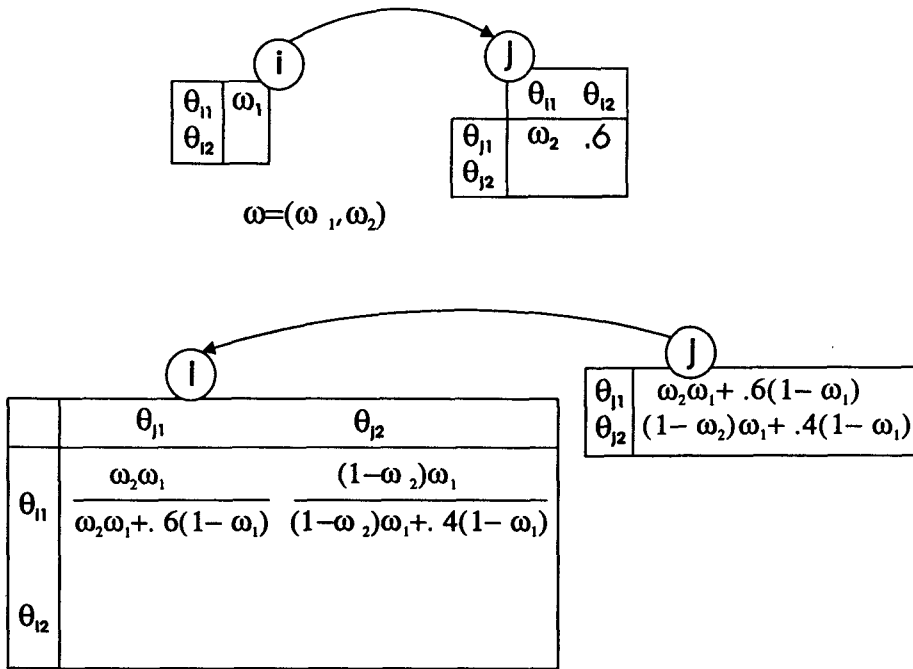 i
j
θi1 ω1
θi2
θi1 θi2
θj1 ω2 .6
θj2
ω=(ω1,ω2)
i
j
θj1 ω2ω1+ .6(1−ω1)
θj2 (1−ω2)ω1+ .4(1−ω1)
θj1 θj2
ω2ω1 (1−ω2)ω1
θi1
ω2ω1+.6(1−ω1) (1−ω2)ω1+.4(1−ω1)
θi2